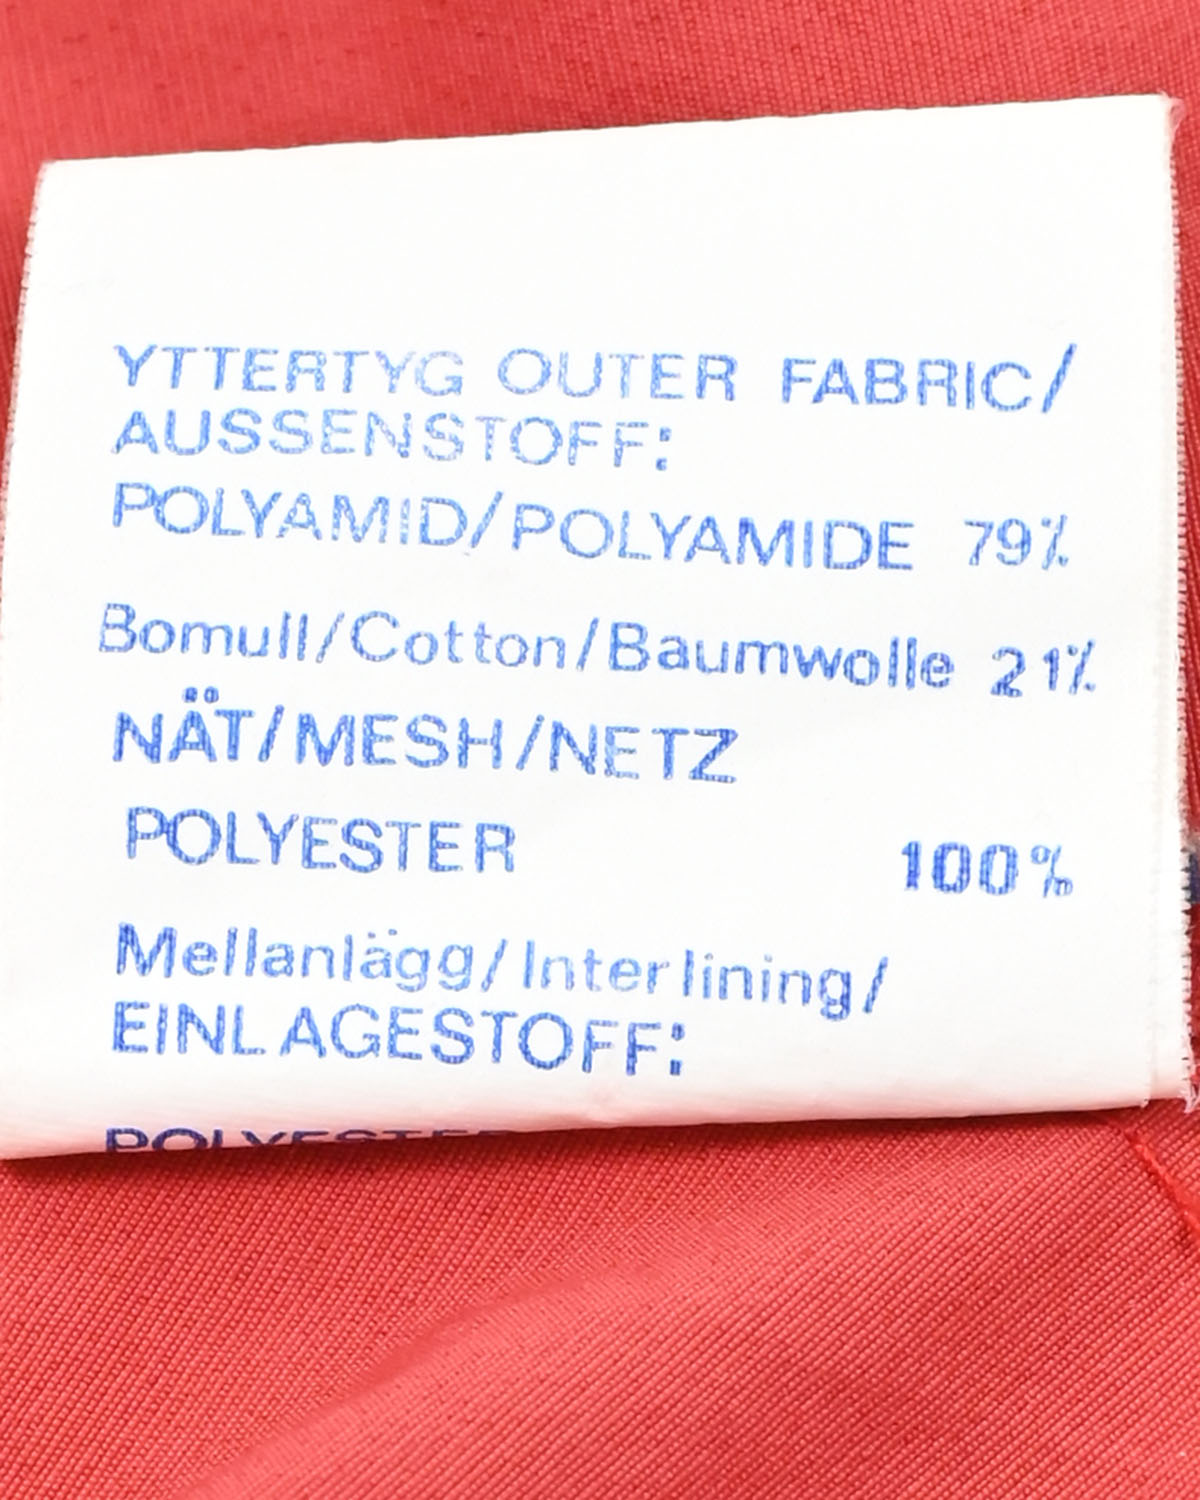 YTTERTYG OUTER FABRIC/
AUSSENSTOFF:
POLYAMID/POLYAMIDE 79%
Bomull/Cotton/Baumwolle 21%
NÄT/MESH/NETZ
POLYESTER 100%
Mellanlägg/Interlining/
EINLAGESTOFF:
POLYESTER